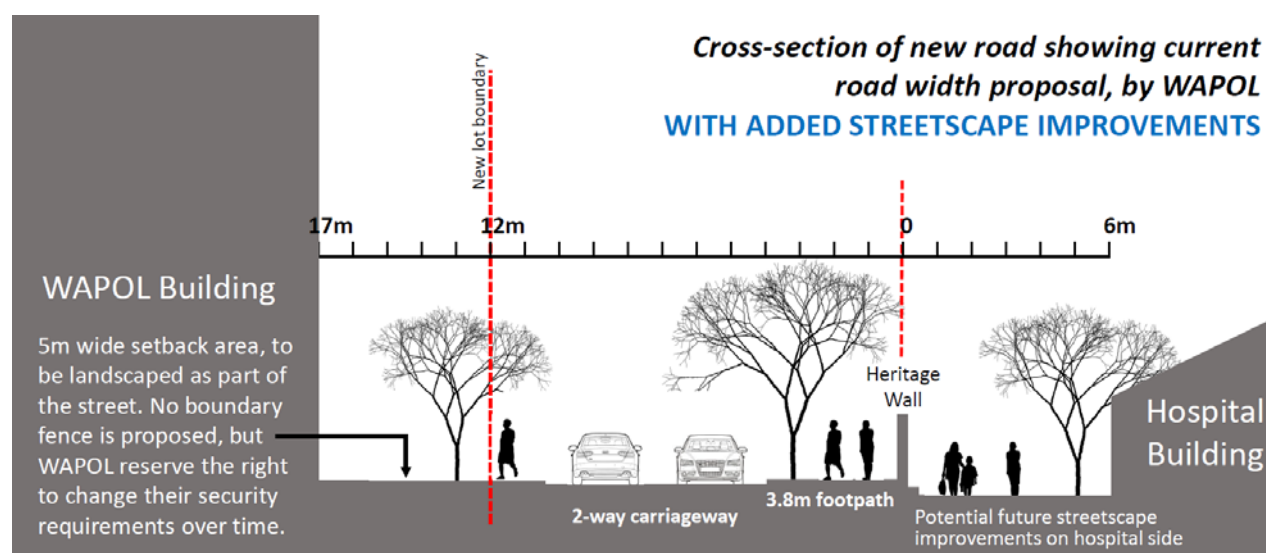 Cross-section of new road showing current
road width proposal, by WAPOL
WITH ADDED STREETSCAPE IMPROVEMENTS
New lot boundary
17m
12m
0
6m
WAPOL Building
5m wide setback area, to
be landscaped as part of
the street. No boundary
fence is proposed, but
WAPOL reserve the right
to change their security
requirements over time.
Heritage
Wall
Hospital
Building
2-way carriageway
3.8m footpath
Potential future streetscape
improvements on hospital side